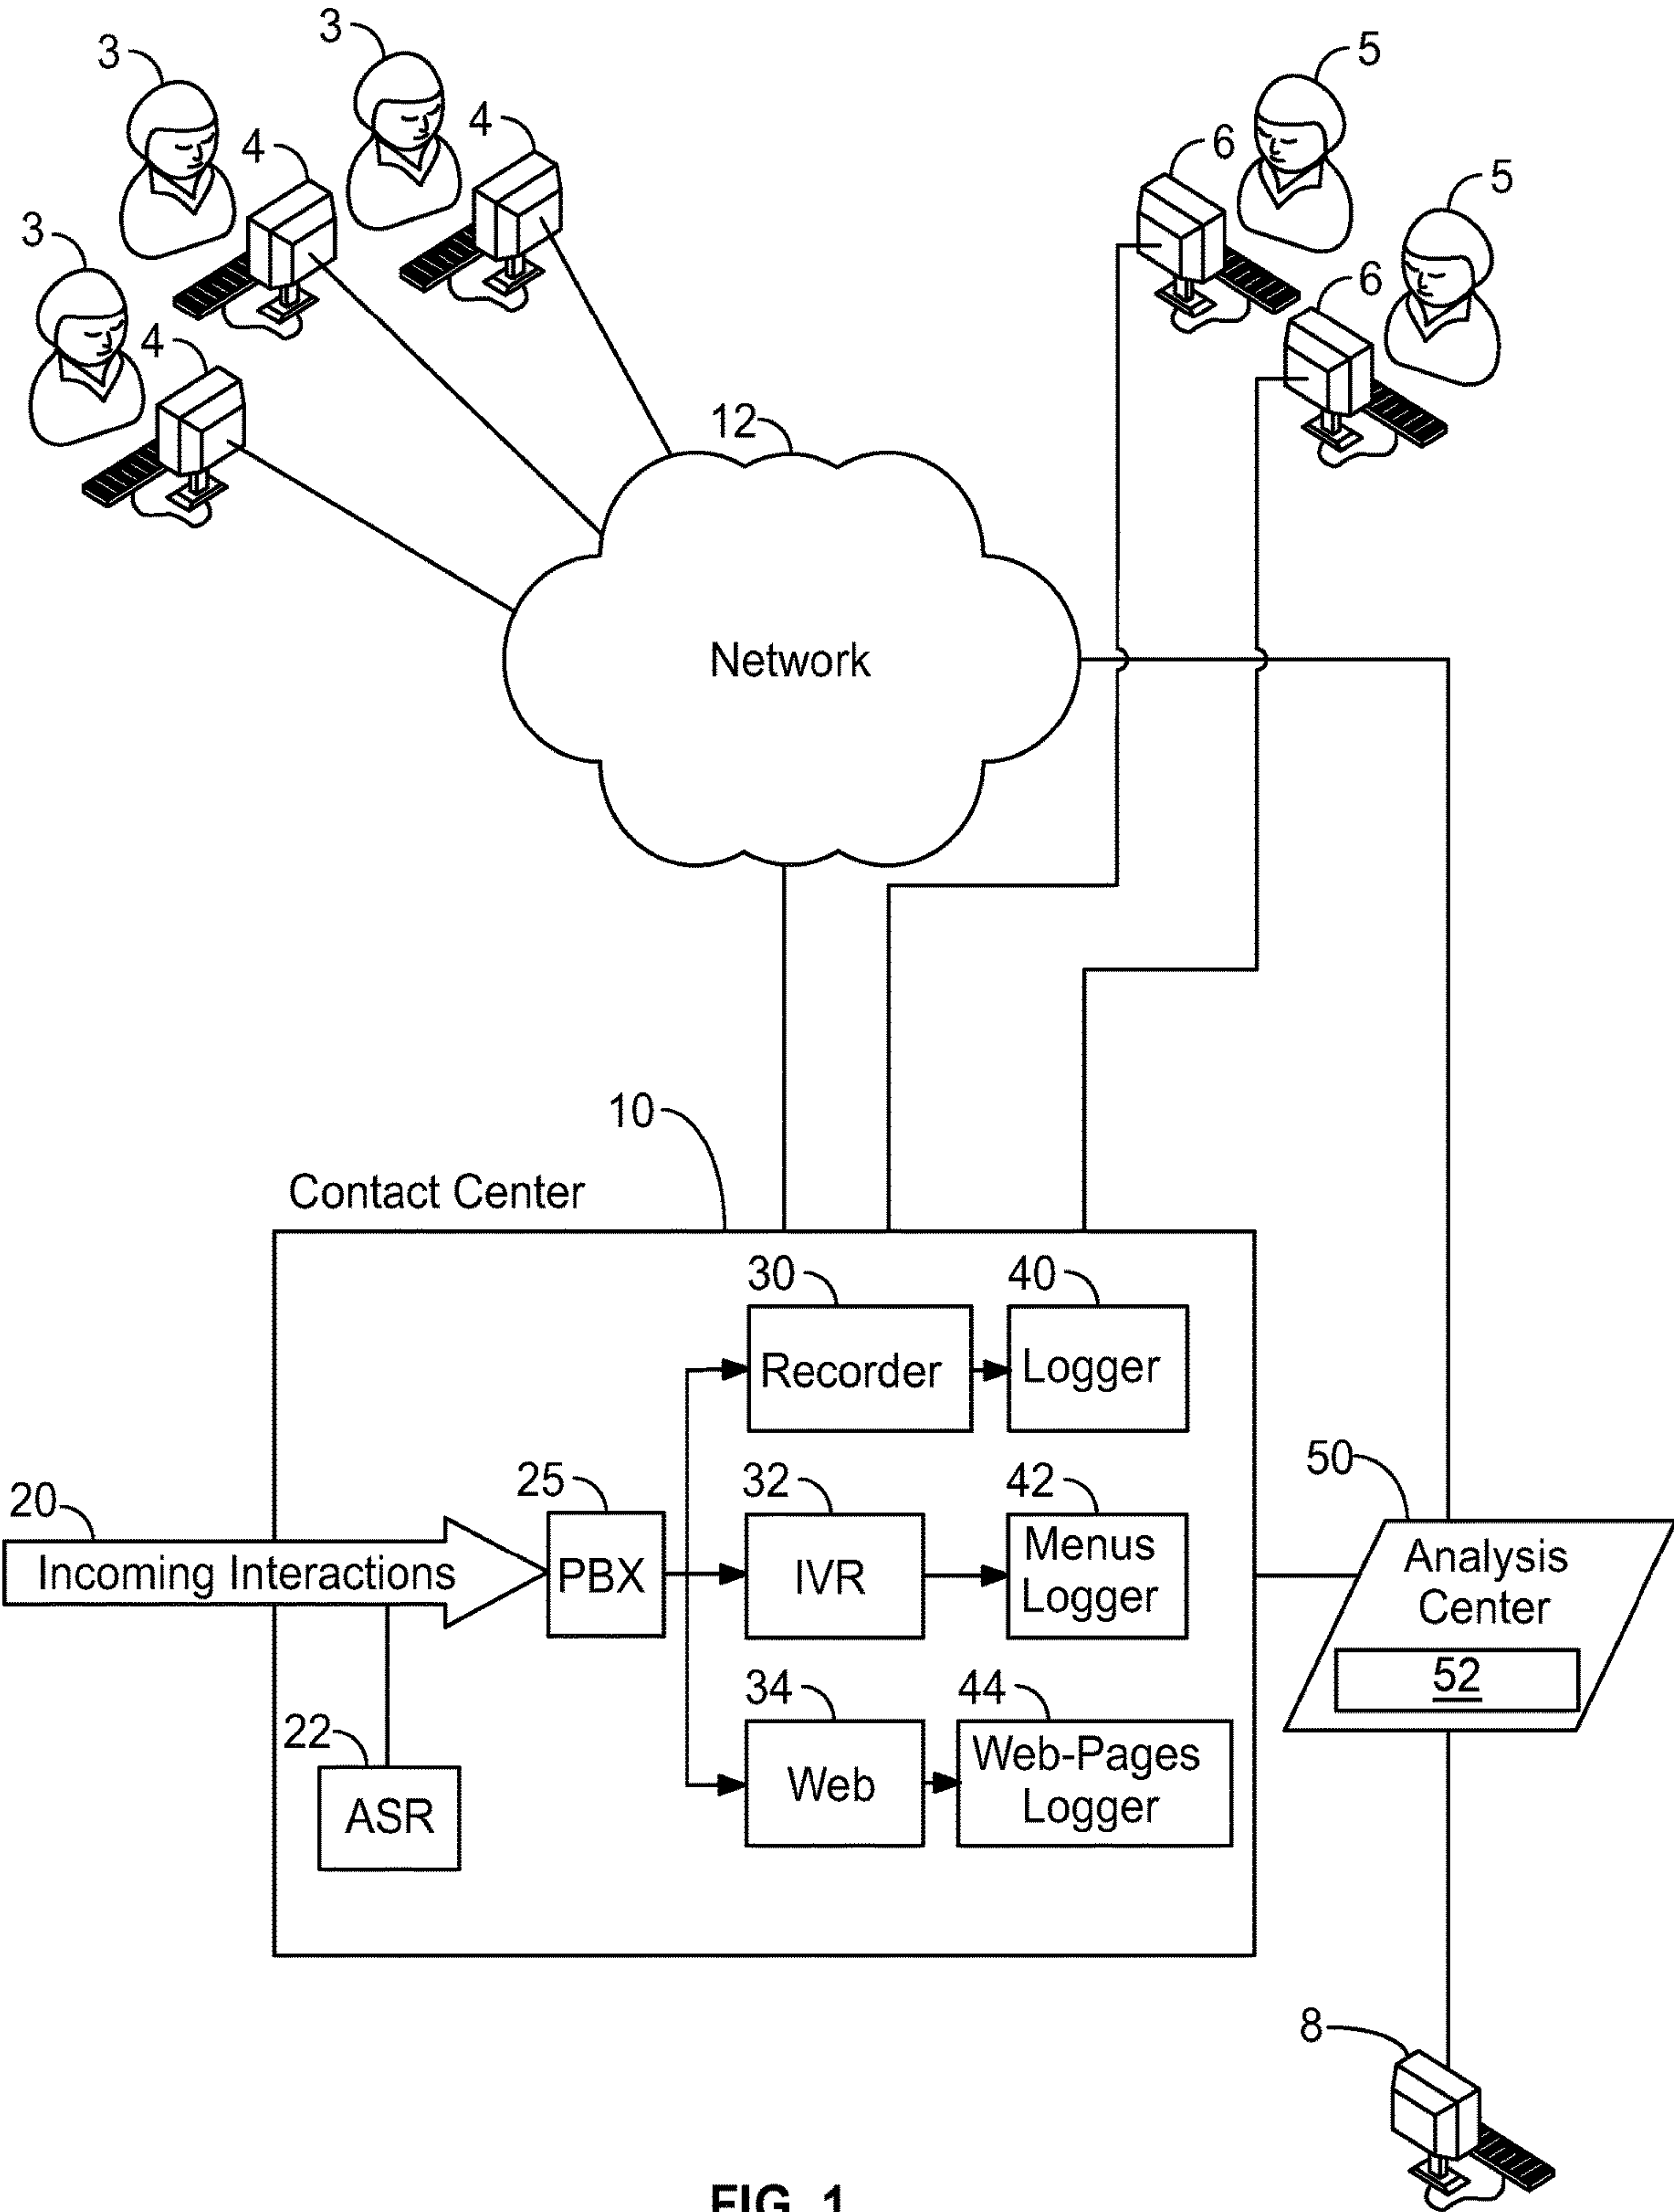 3
3
5
4
4
6
5
3
6
4
12
Network
10
Contact Center
30
40
Recorder
Logger
50
25
32
42
20
Incoming Interactions
PBX
IVR
Menus
Logger
Analysis
Center
52
34
44
22
Web
Web-Pages
Logger
ASR
8
FIG. 1